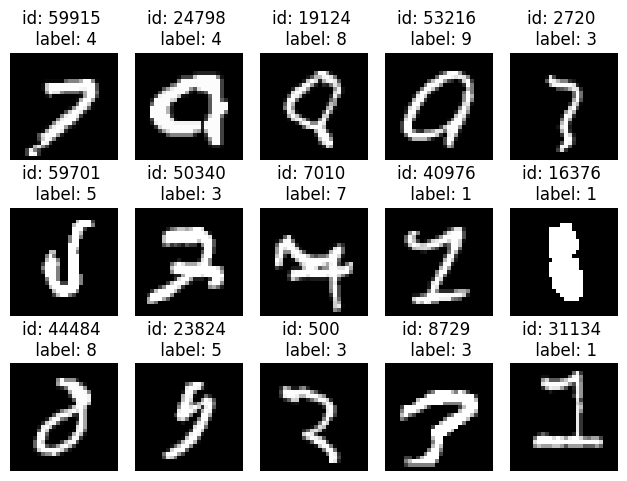 id: 59915 id: 24798 id: 19124 id: 53216 id: 2720
label: 4 label: 4 label: 8 label: 9 label: 3
id: 59701 id: 50340 id: 7010 id: 40976 id: 16376
label: 5 label: 3 label: 7 label: 1 label: 1
id: 44484 id: 23824 id: 500 id: 8729 id: 31134
label: 8 label: 5 label: 3 label: 3 label: 1